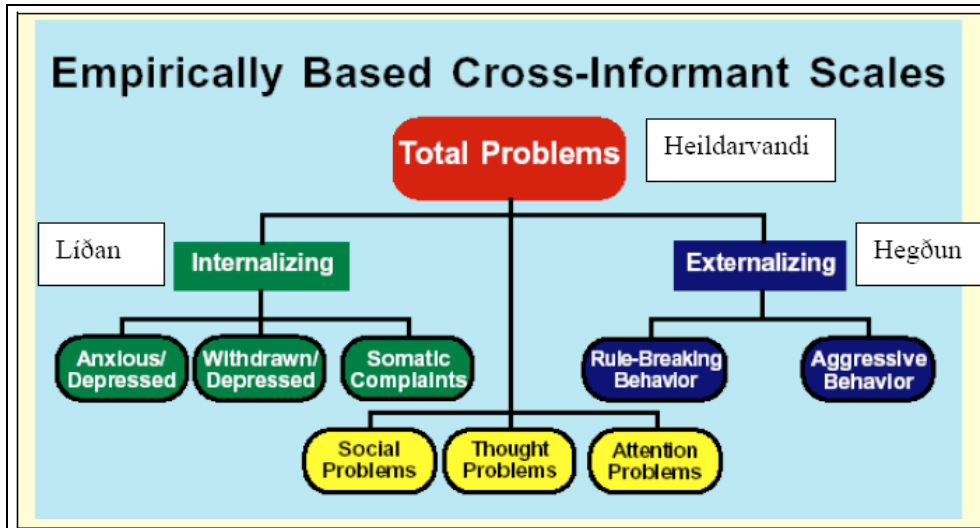 Empirically Based Cross-Informant Scales
Total Problems
Heildarvandi
Líðan
Internalizing
Externalizing
Hegðun
Anxious/
Depressed
Withdrawn/
Depressed
Somatic
Complaints
Rule-Breaking
Behavior
Aggressive
Behavior
Social
Problems
Thought
Problems
Attention
Problems